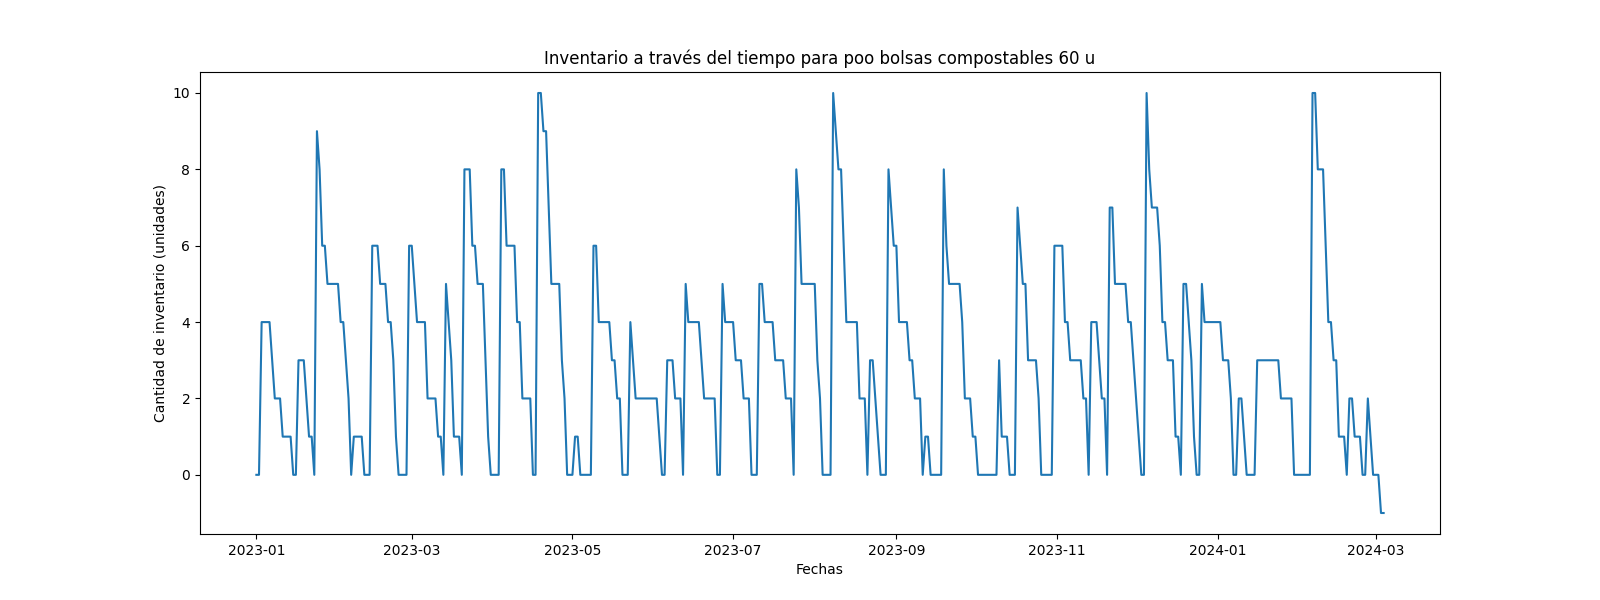 Inventario a través del tiempo para poo bolsas compostables 60 u
Cantidad de inventario (unidades)
10
8
6
4
2
0
2023-01 2023-03 2023-05 2023-07 2023-09 2023-11 2024-01 2024-03
Fechas